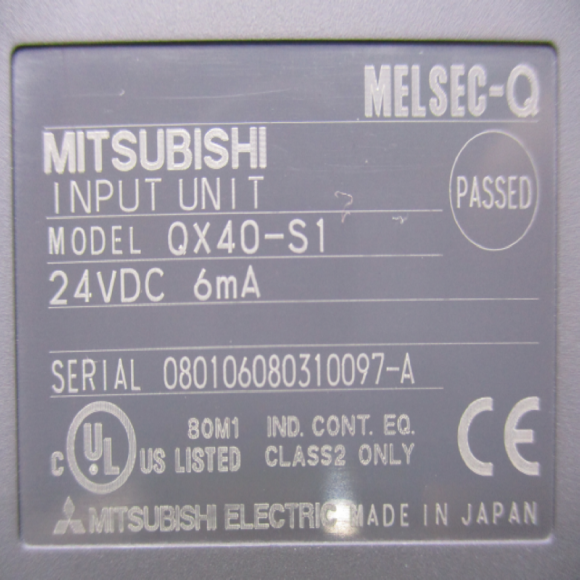 MELSEC-Q
MITSUBISHI
INPUT UNIT
PASSED
MODEL QX40-S1
24VDC 6mA
SERIAL 080106080310097-A
C UL US LISTED 80M1 IND. CONT. EQ.
CLASS2 ONLY
CE
MITSUBISHI ELECTRIC MADE IN JAPAN